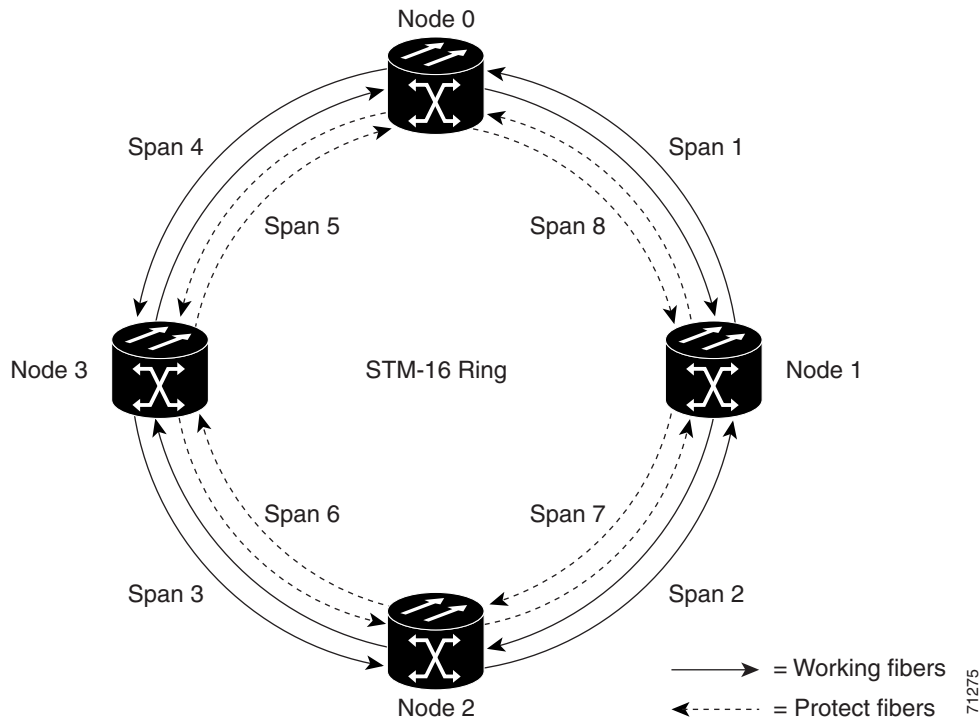 Node 0
Span 4
Span 1
Span 5
Span 8
Node 3
STM-16 Ring
Node 1
Span 6
Span 7
Span 3
Span 2
Node 2
= Working fibers
= Protect fibers
71275